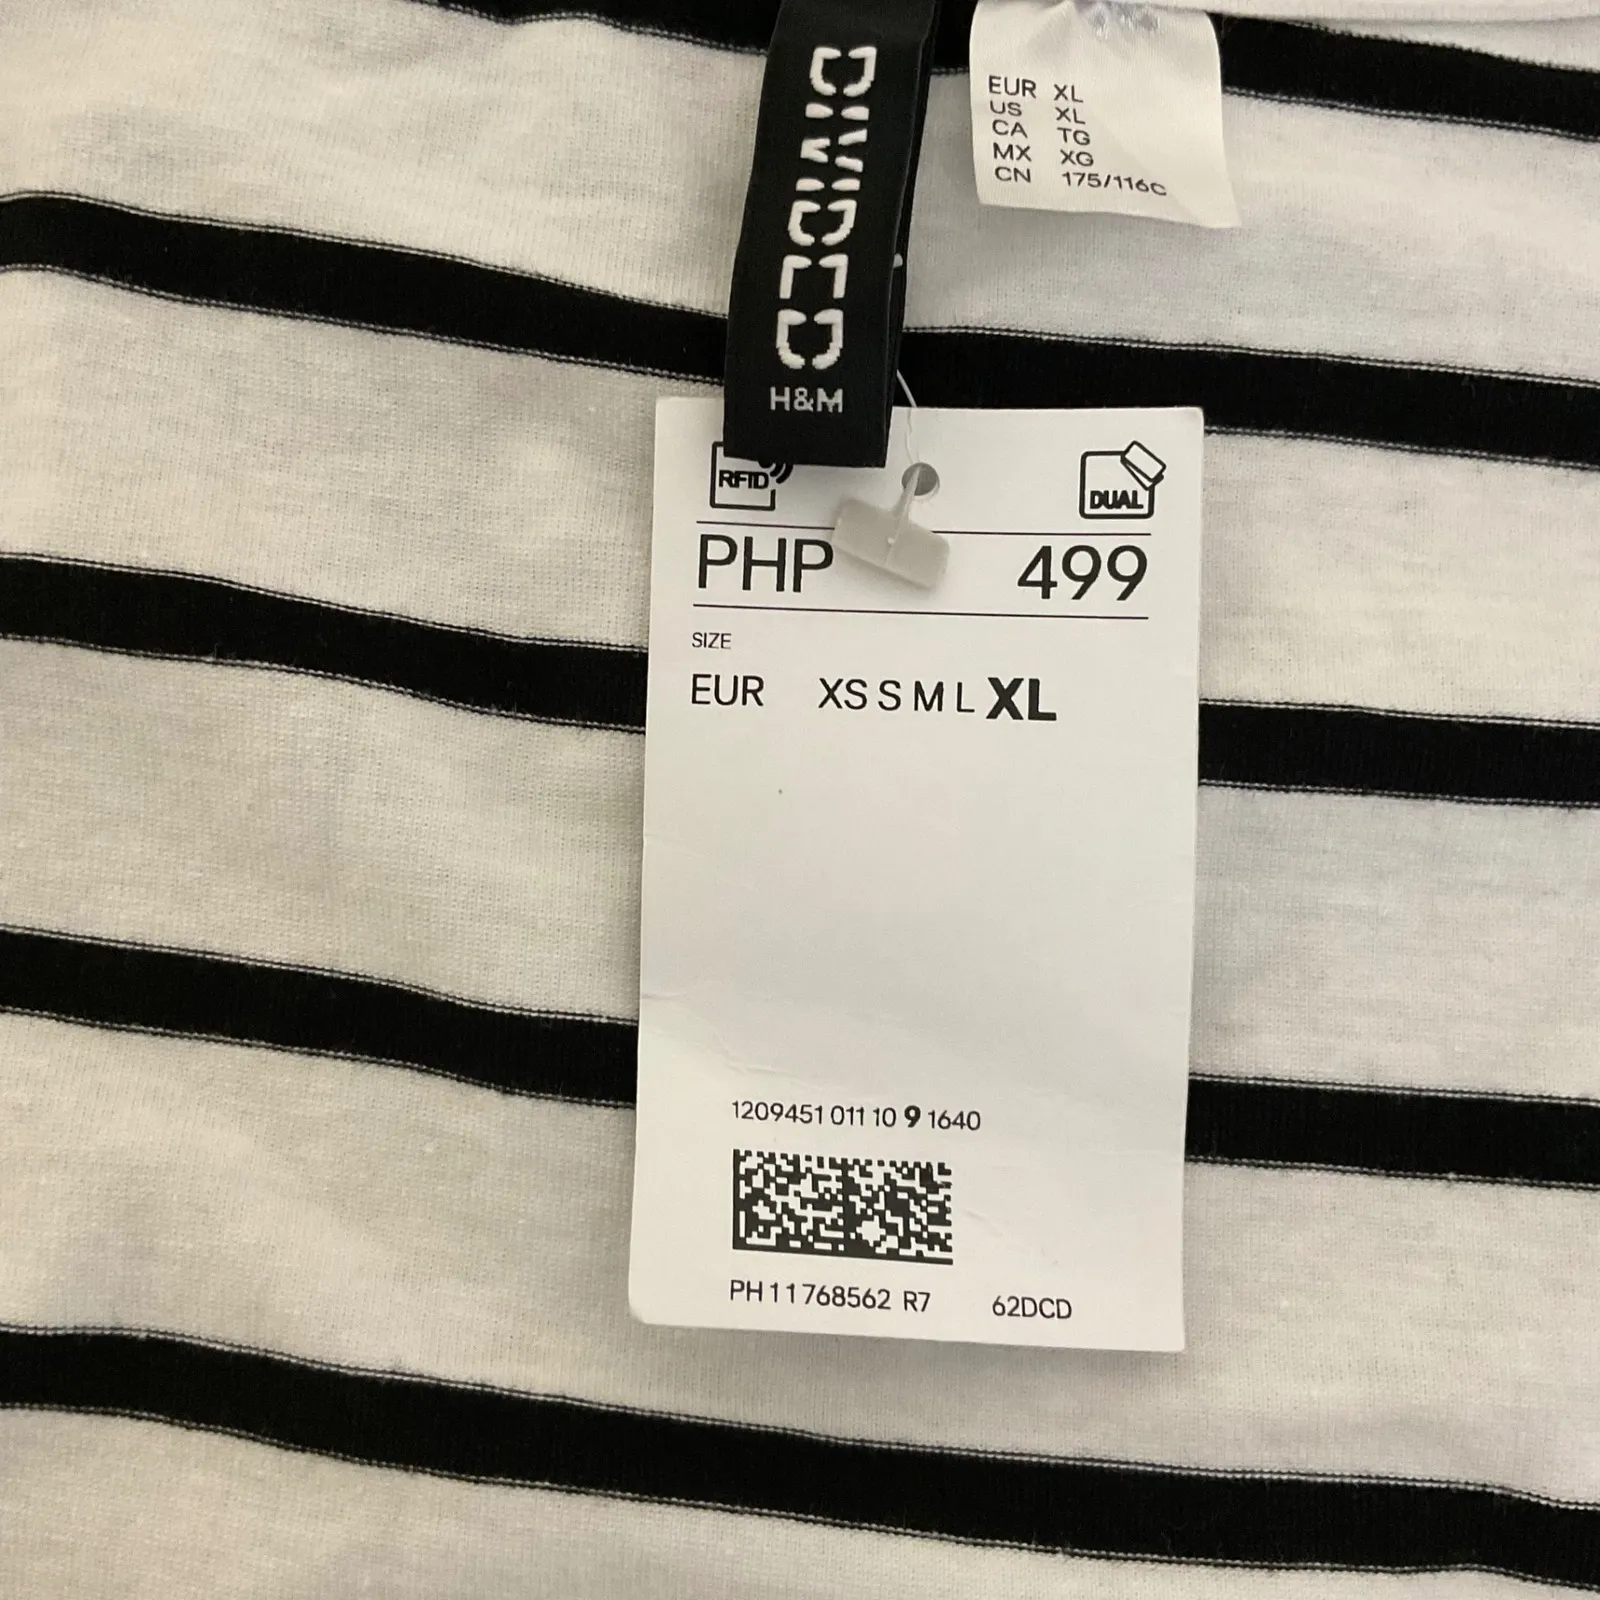 DIVIDED
H&M
EUR XL
US XL
CA TG
MX XG
CN 175/116C
RFID
DUAL
PHP 499
SIZE
EUR XS S M L XL
1209451 011 10 9 1640
PH11768562 R7 62DCD